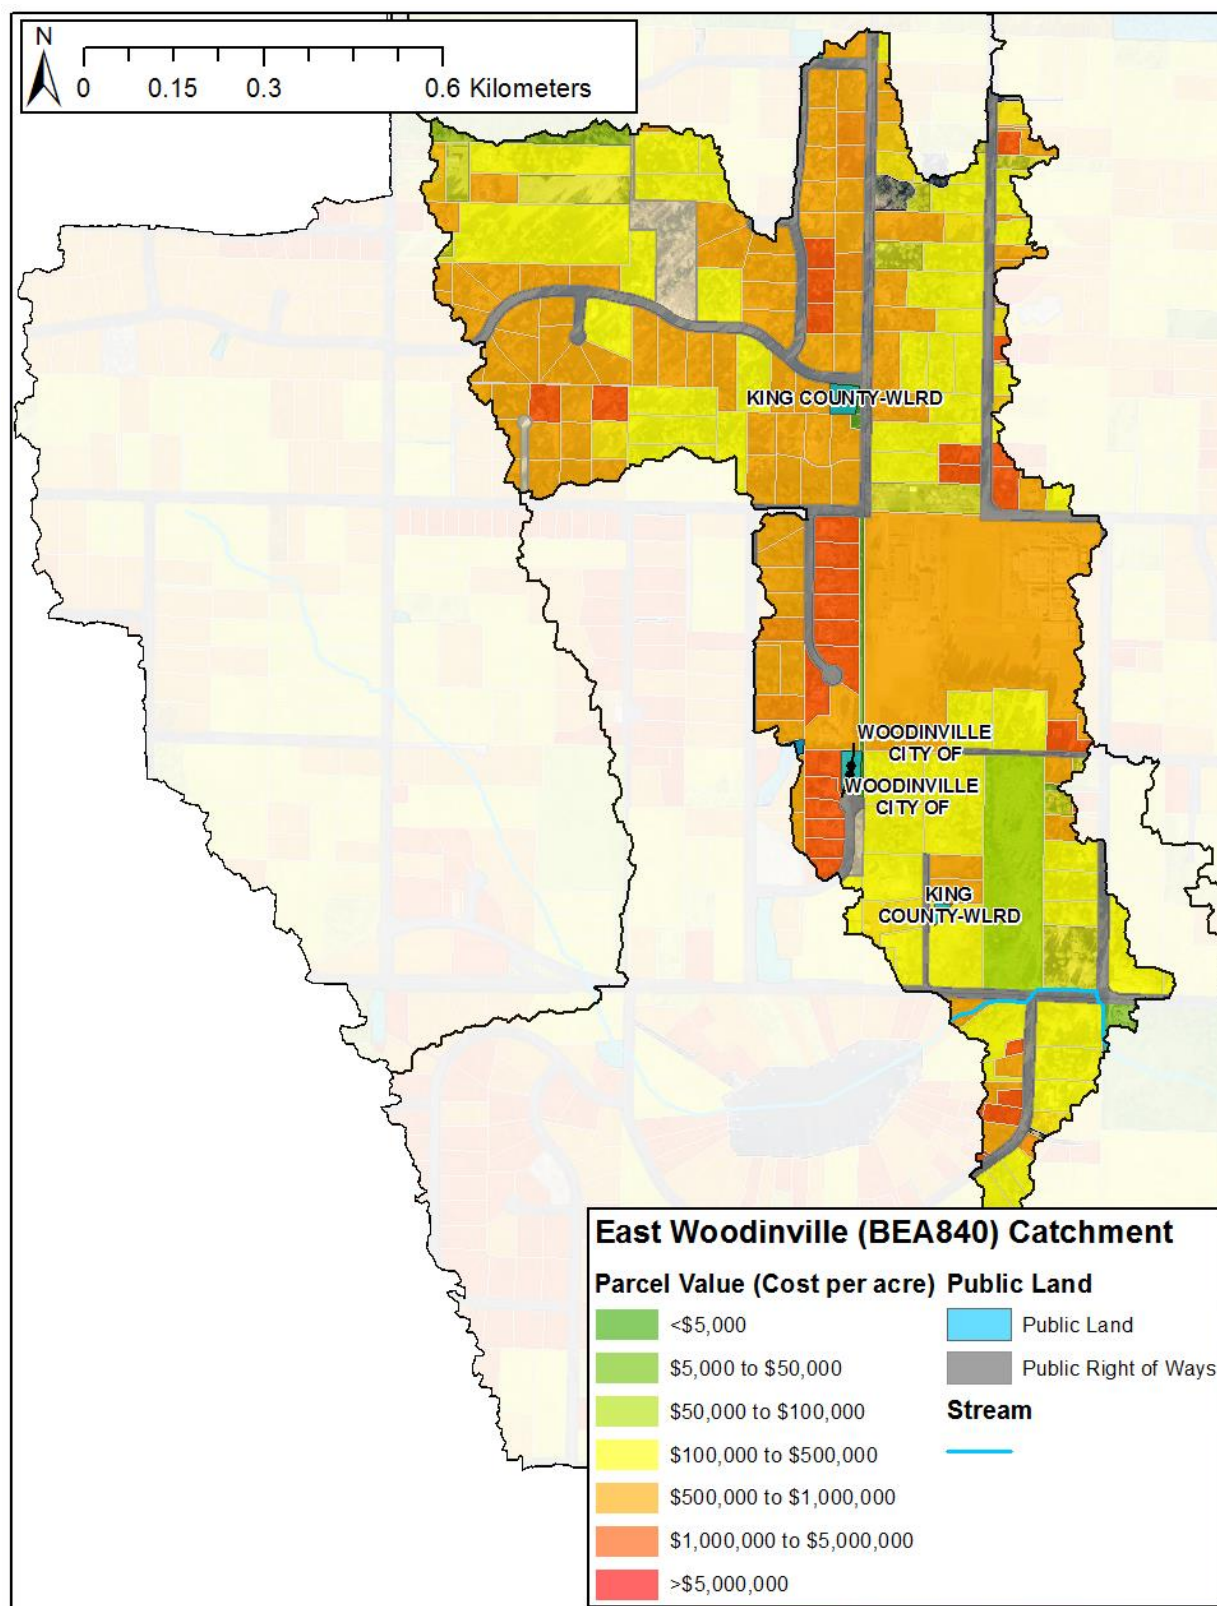 N
0 0.15 0.3 0.6 Kilometers
KING COUNTY-WLRD
WOODINVILLE
CITY OF
WOODINVILLE
CITY OF
KING
COUNTY-WLRD
East Woodinville (BEA840) Catchment
Parcel Value (Cost per acre)
<$5,000
$5,000 to $50,000
$50,000 to $100,000
$100,000 to $500,000
$500,000 to $1,000,000
$1,000,000 to $5,000,000
>$5,000,000
Public Land
Public Land
Public Right of Ways
Stream